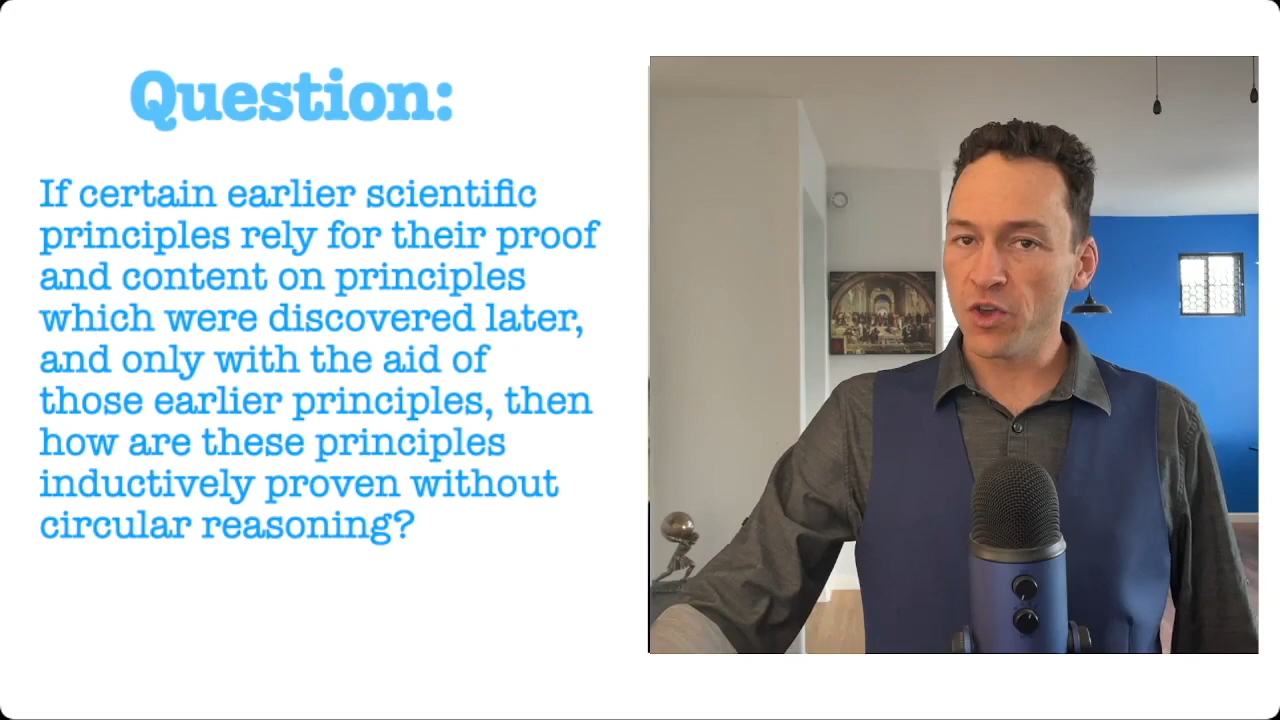 Question:
If certain earlier scientific
principles rely for their proof
and content on principles
which were discovered later,
and only with the aid of
those earlier principles, then
how are these principles
inductively proven without
circular reasoning?